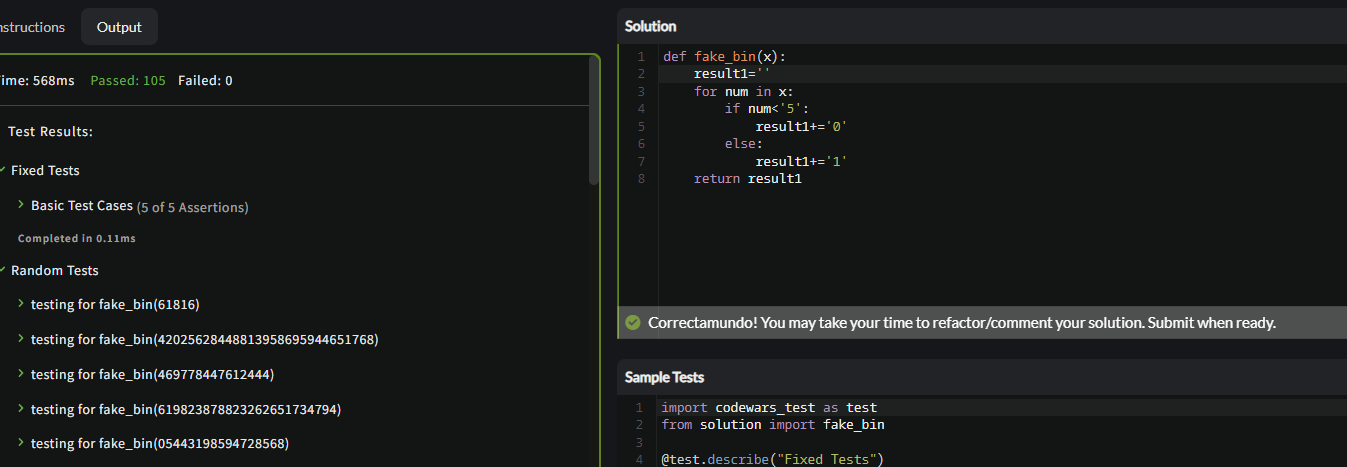 nstructions
Output
ime: 568ms Passed: 105 Failed: 0
Test Results:
Fixed Tests
Basic Test Cases (5 of 5 Assertions)
Completed in 0.11ms
Random Tests
testing for fake_bin(61816)
testing for fake_bin(42025628448813958695944651768)
testing for fake_bin(469778447612444)
testing for fake_bin(619823878823262651734794)
testing for fake_bin(05443198594728568)
Solution
1 def fake_bin(x):
2 result1=''
3 for num in x:
4 if num<'5':
5 result1+='0'
6 else:
7 result1+='1'
8 return result1
Correctamundo! You may take your time to refactor/comment your solution. Submit when ready.
Sample Tests
1 import codewars_test as test
2 from solution import fake_bin
3
4 @test.describe("Fixed Tests")